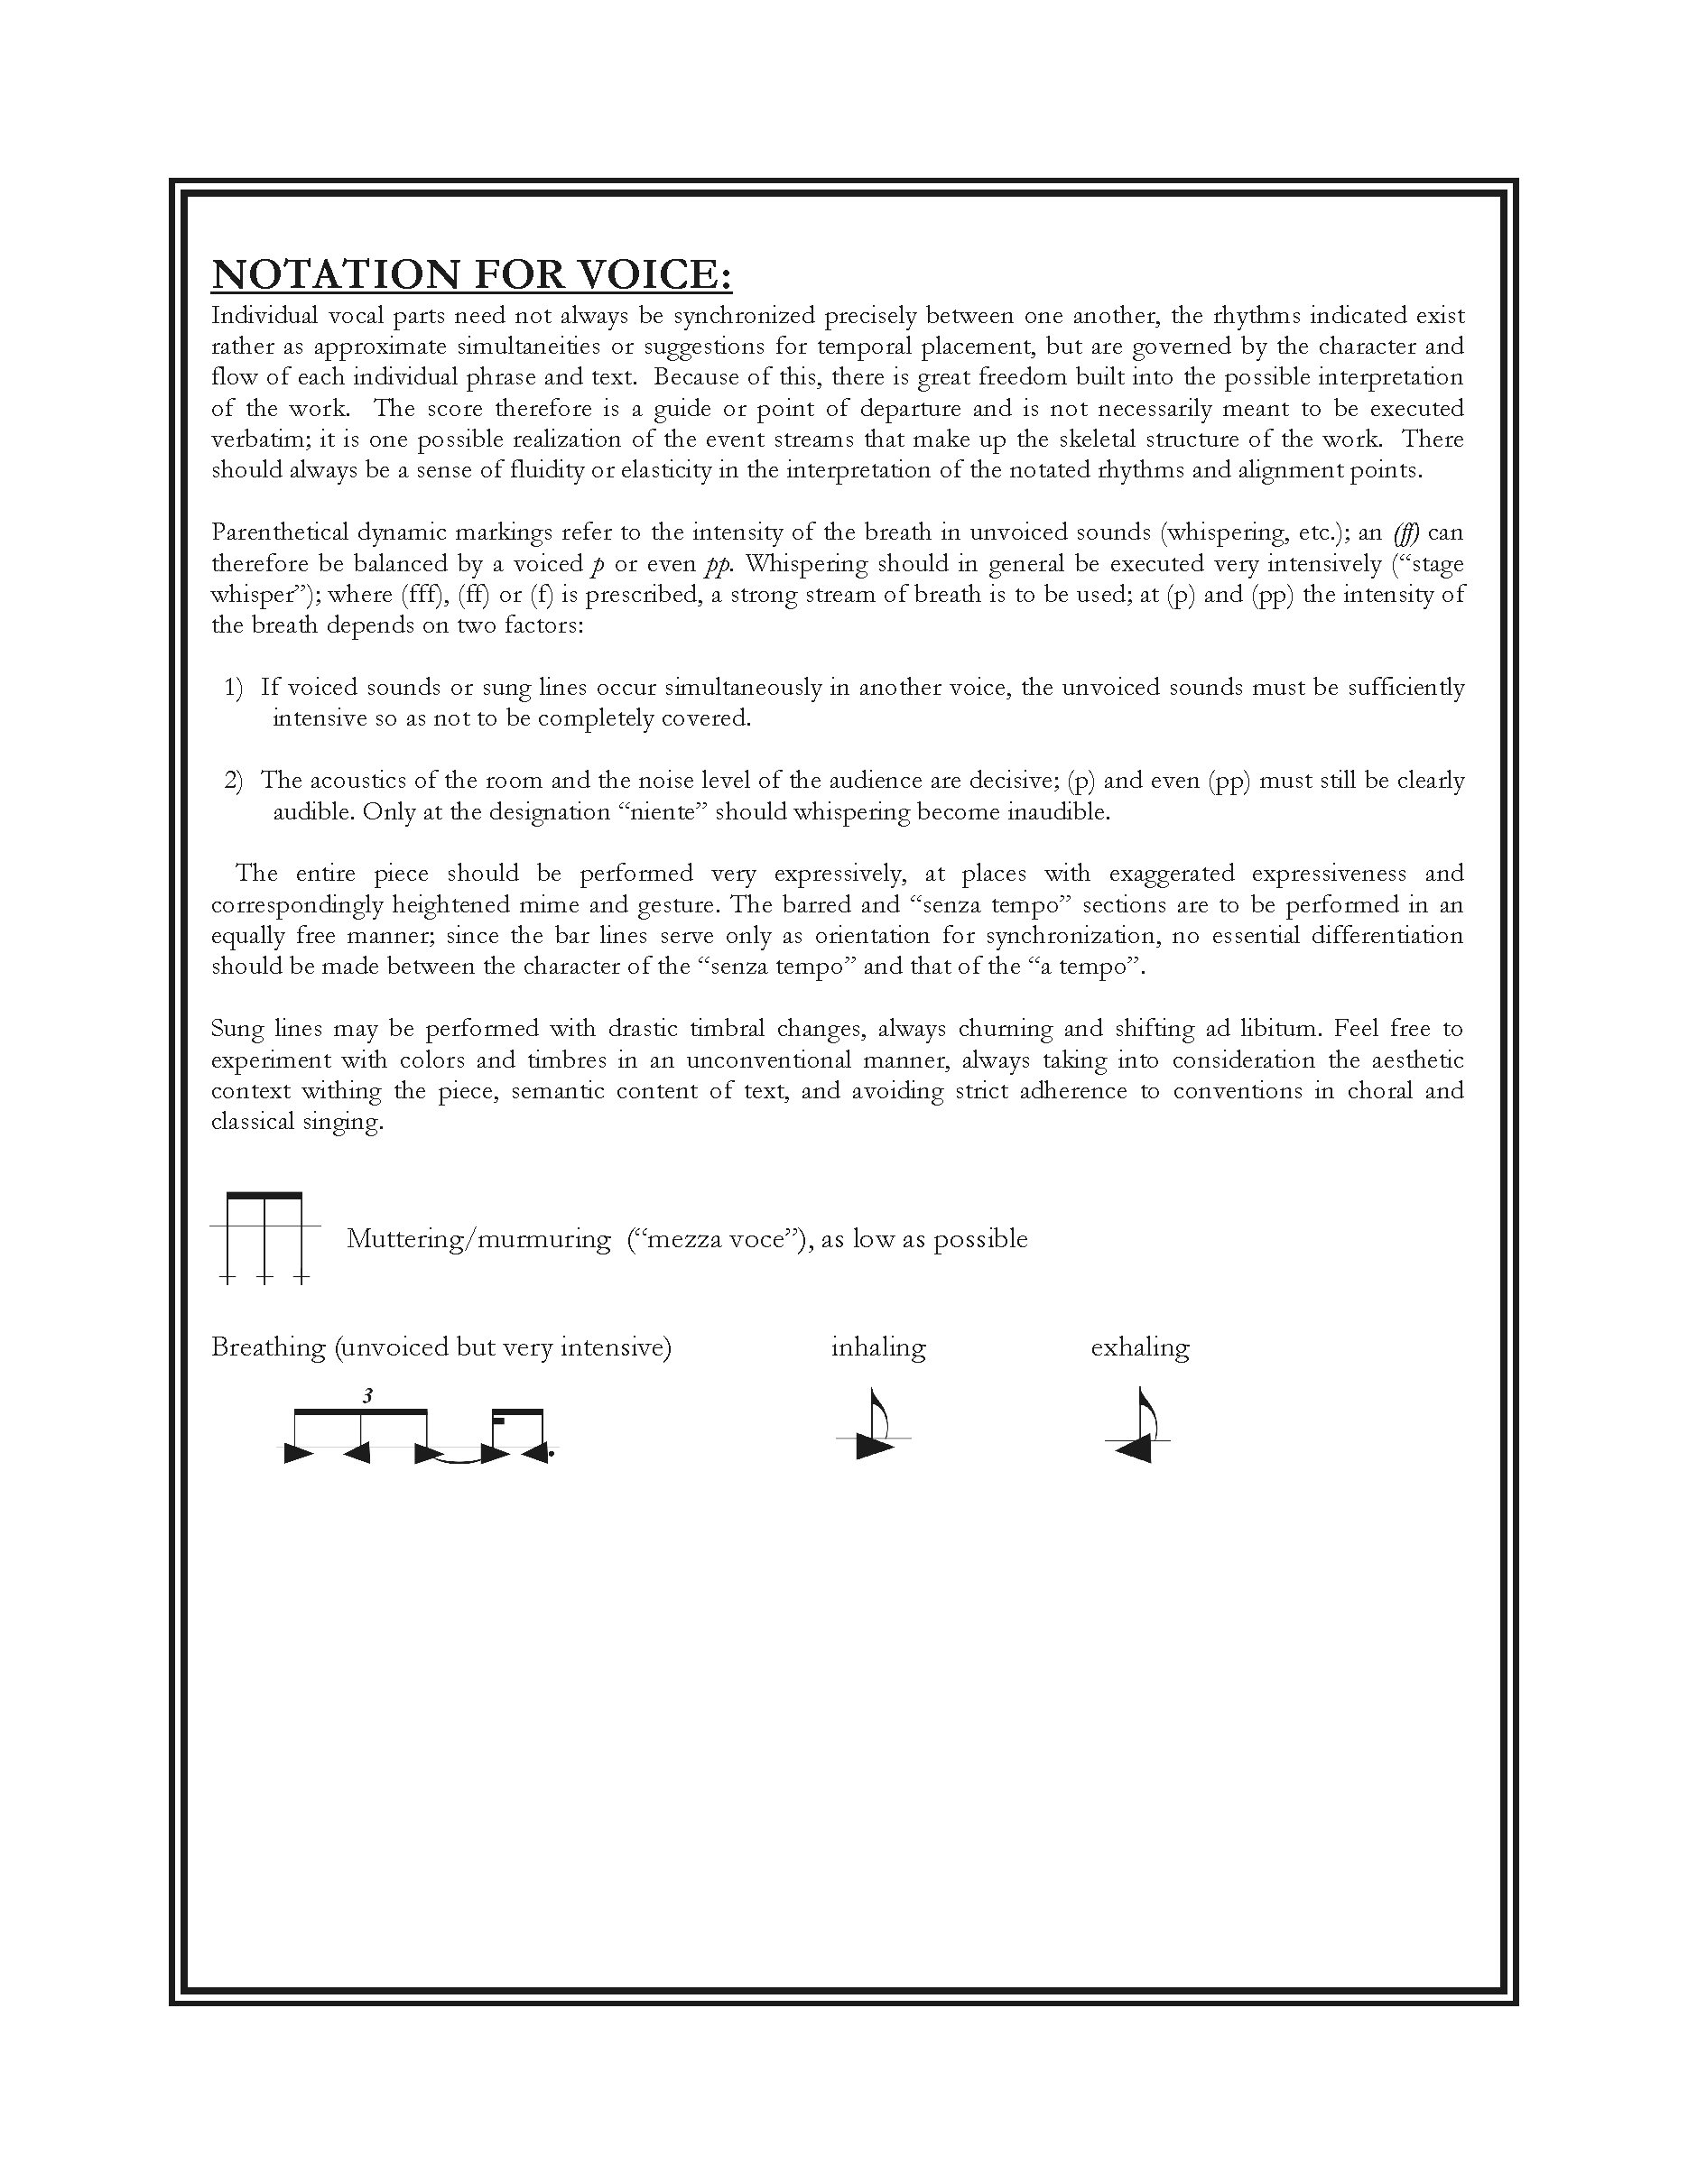 NOTATION FOR VOICE:
Individual vocal parts need not always be synchronized precisely between one another, the rhythms indicated exist
rather as approximate simultaneities or suggestions for temporal placement, but are governed by the character and
flow of each individual phrase and text. Because of this, there is great freedom built into the possible interpretation
of the work. The score therefore is a guide or point of departure and is not necessarily meant to be executed
verbatim; it is one possible realization of the event streams that make up the skeletal structure of the work. There
should always be a sense of fluidity or elasticity in the interpretation of the notated rhythms and alignment points.
Parenthetical dynamic markings refer to the intensity of the breath in unvoiced sounds (whispering, etc.); an (ff) can
therefore be balanced by a voiced p or even pp. Whispering should in general be executed very intensively (“stage
whisper”); where (fff), (ff) or (f) is prescribed, a strong stream of breath is to be used; at (p) and (pp) the intensity of
the breath depends on two factors:
1) If voiced sounds or sung lines occur simultaneously in another voice, the unvoiced sounds must be sufficiently
intensive so as not to be completely covered.
2) The acoustics of the room and the noise level of the audience are decisive; (p) and even (pp) must still be clearly
audible. Only at the designation “niente” should whispering become inaudible.
The entire piece should be performed very expressively, at places with exaggerated expressiveness and
correspondingly heightened mime and gesture. The barred and “senza tempo” sections are to be performed in an
equally free manner; since the bar lines serve only as orientation for synchronization, no essential differentiation
should be made between the character of the “senza tempo” and that of the “a tempo”.
Sung lines may be performed with drastic timbral changes, always churning and shifting ad libitum. Feel free to
experiment with colors and timbres in an unconventional manner, always taking into consideration the aesthetic
context withing the piece, semantic content of text, and avoiding strict adherence to conventions in choral and
classical singing.
Muttering/murmuring (“mezza voce”), as low as possible
Breathing (unvoiced but very intensive) inhaling exhaling
3